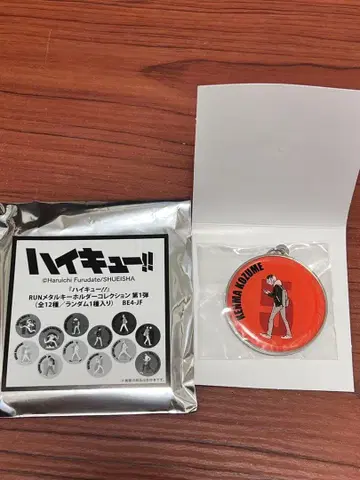 ハイキュー!!
©Haruichi Furudate/SHUEISHA
「ハイキュー!!」
RUNメタルキーホルダーコレクション 第1弾
(全12種/ランダム1種入り) BE4-JF
KENMA KOZUME